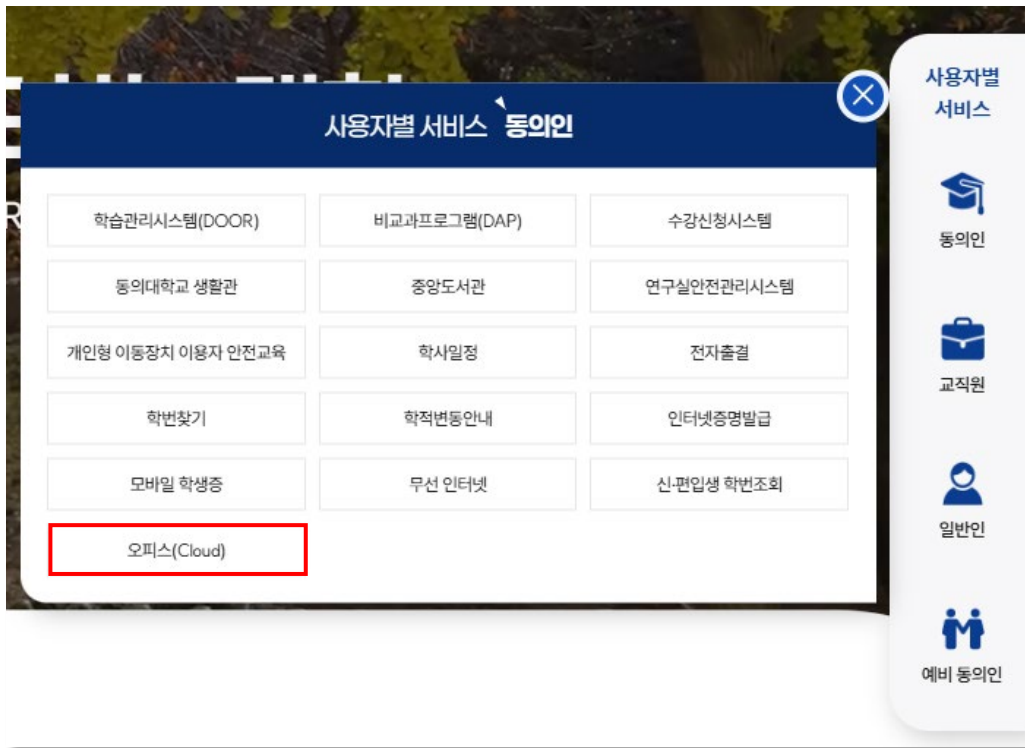 사용자별 서비스 동의인
학습관리시스템(DOOR)
비교과프로그램(DAP)
수강신청시스템
동의대학교 생활관
중앙도서관
연구실안전관리시스템
개인형 이동장치 이용자 안전교육
학사일정
전자출결
학번찾기
학적변동안내
인터넷증명발급
모바일 학생증
무선 인터넷
신·편입생 학번조회
오피스(Cloud)
사용자별
서비스
동의인
교직원
일반인
예비 동의인